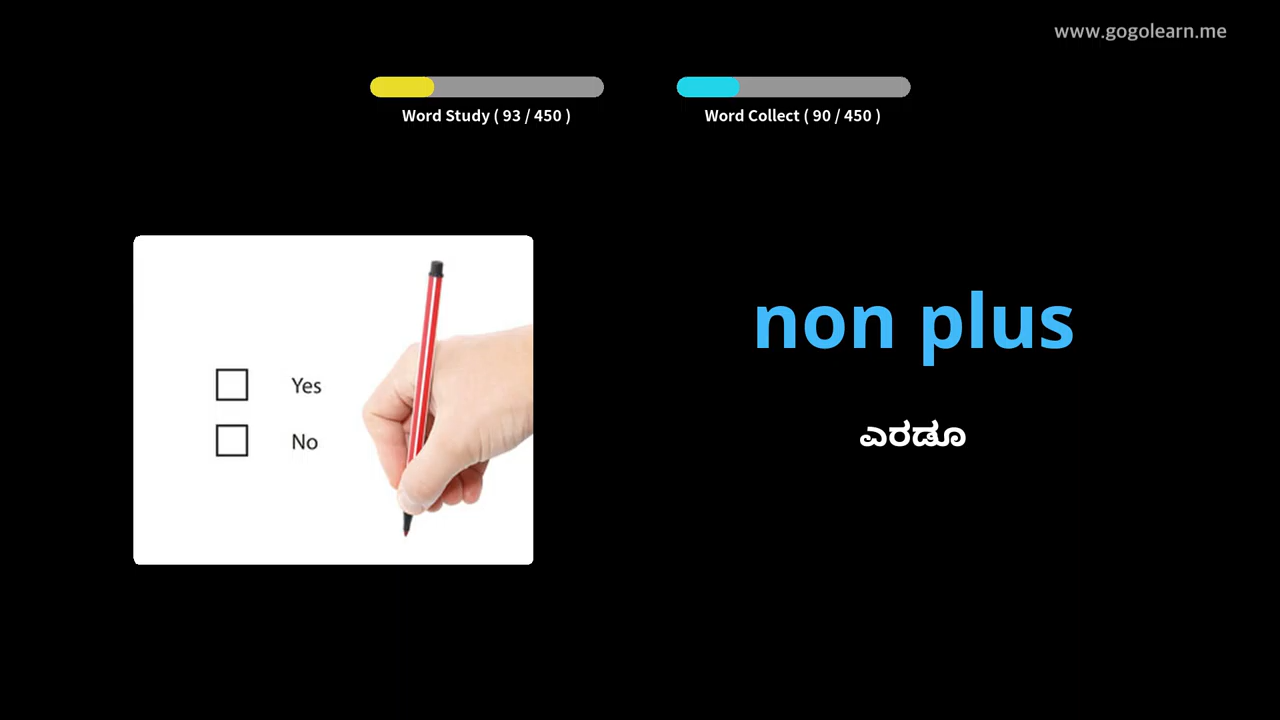 www.gogolearn.me
Word Study ( 93 / 450 )
Word Collect ( 90 / 450 )
Yes
No
non plus
ಎರಡೂ